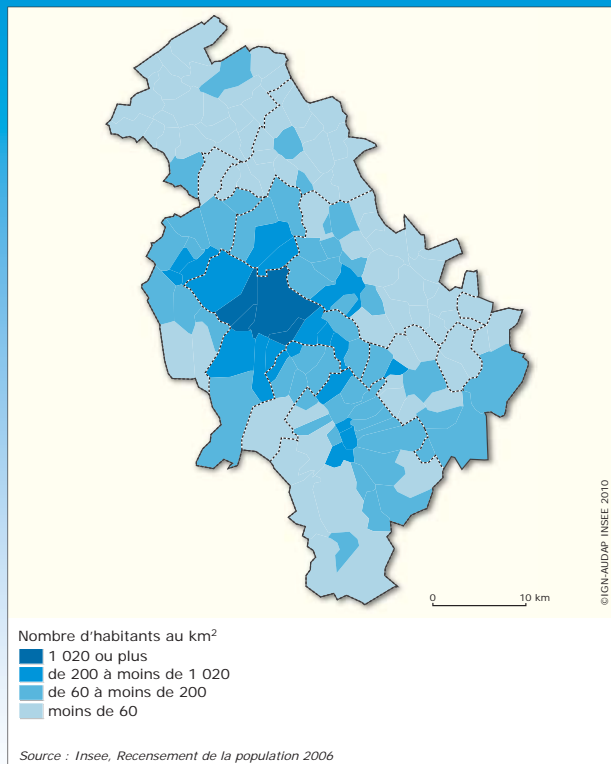 ©IGN-AUDAP INSEE 2010
0 10 km
Nombre d'habitants au km²
1 020 ou plus
de 200 à moins de 1 020
de 60 à moins de 200
moins de 60
Source : Insee, Recensement de la population 2006